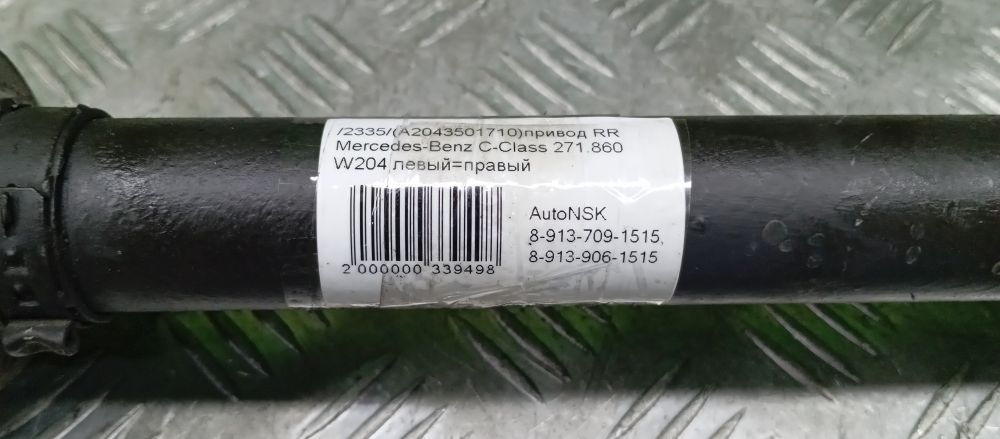 /2335/(A2043501710)привод RR
Mercedes-Benz C-Class 271.860
W204 левый=правый
AutoNSK
8-913-709-1515,
8-913-906-1515
2 000000 339498